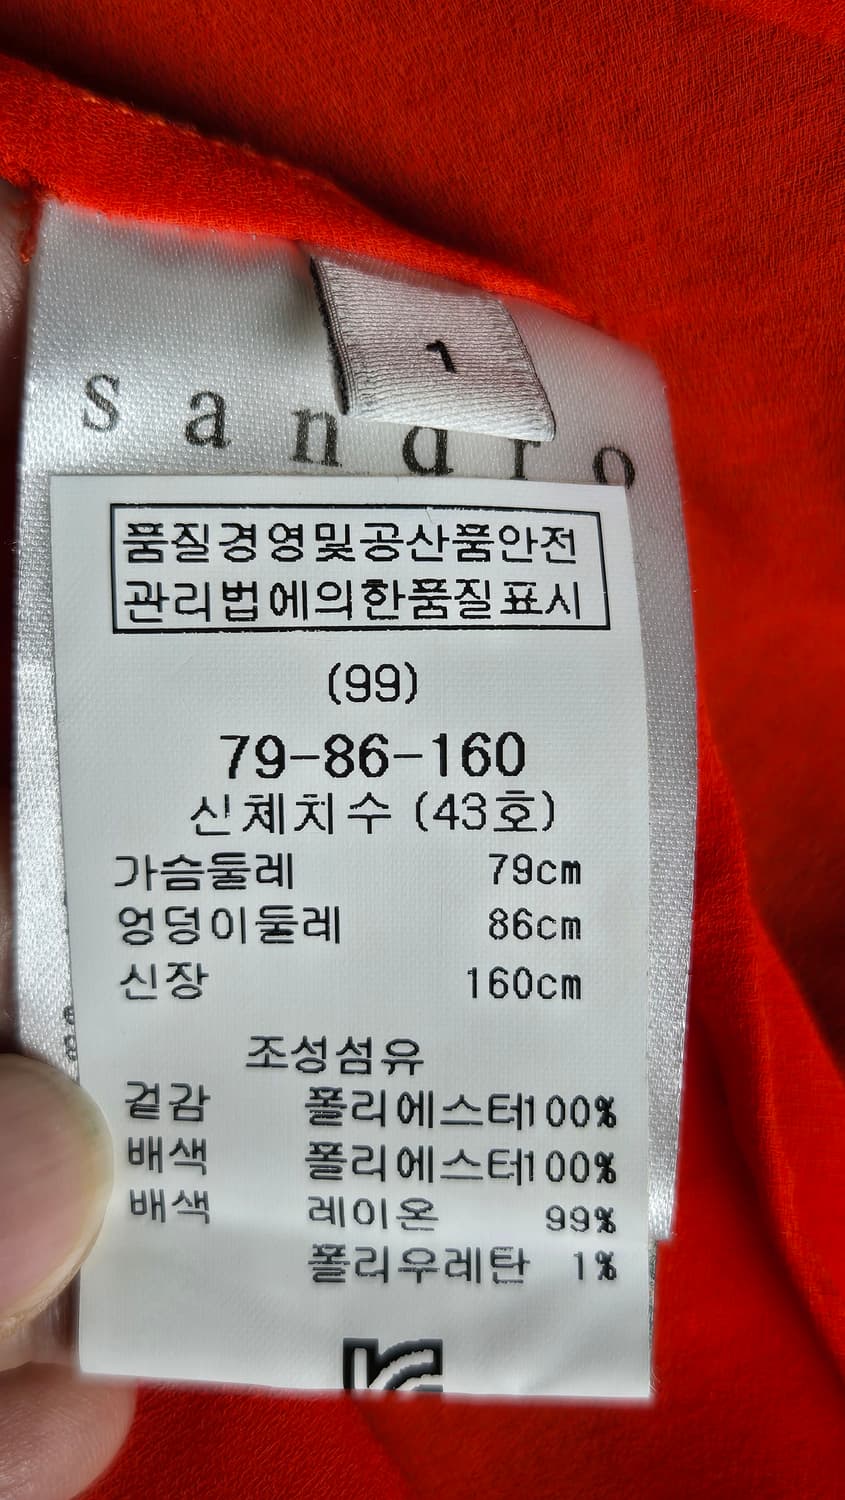 1
sandro
품질경영및공산품안전
관리법에의한품질표시
(99)
79-86-160
신체치수 (43호)
가슴둘레 79cm
엉덩이둘레 86cm
신장 160cm
조성섬유
겉감 폴리에스터100%
배색 폴리에스터100%
배색 레이온 99%
폴리우레탄 1%